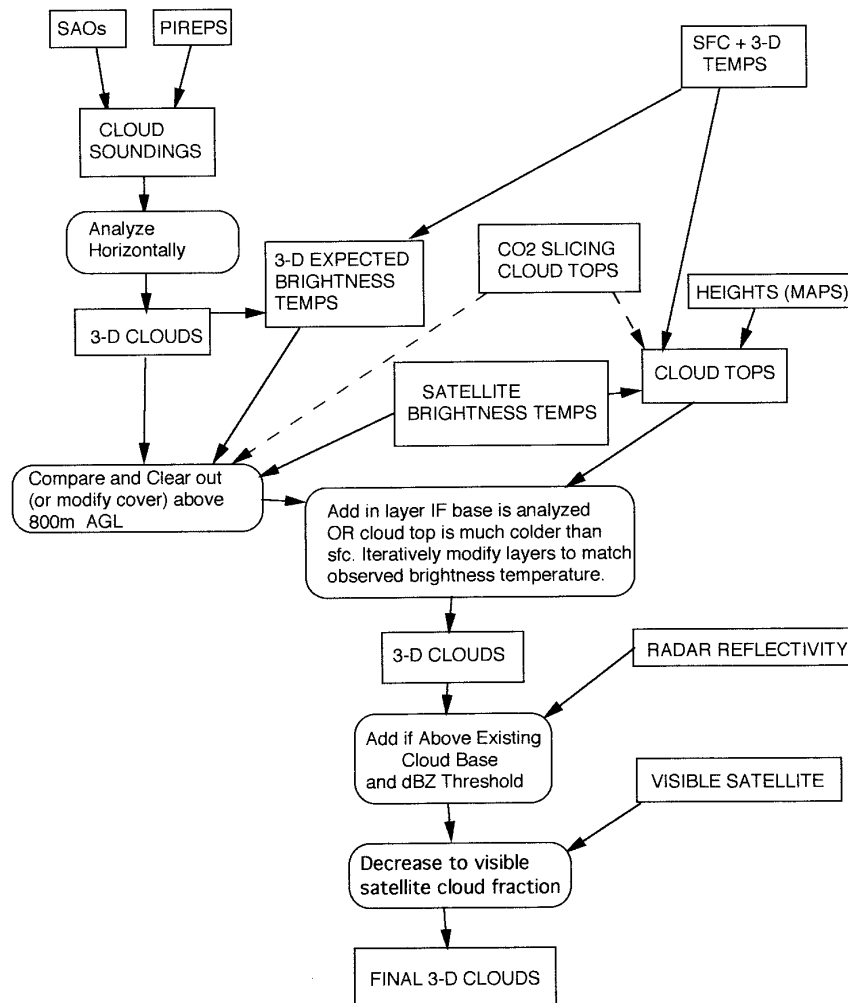 SAOs
PIREPS
SFC + 3-D
TEMPS
CLOUD
SOUNDINGS
Analyze
Horizontally
3-D EXPECTED
BRIGHTNESS
TEMPS
CO2 SLICING
CLOUD TOPS
HEIGHTS (MAPS)
3-D CLOUDS
CLOUD TOPS
SATELLITE
BRIGHTNESS TEMPS
Compare and Clear out
(or modify cover) above
800m AGL
Add in layer IF base is analyzed
OR cloud top is much colder than
sfc. Iteratively modify layers to match
observed brightness temperature.
3-D CLOUDS
RADAR REFLECTIVITY
Add if Above Existing
Cloud Base
and dBZ Threshold
VISIBLE SATELLITE
Decrease to visible
satellite cloud fraction
FINAL 3-D CLOUDS